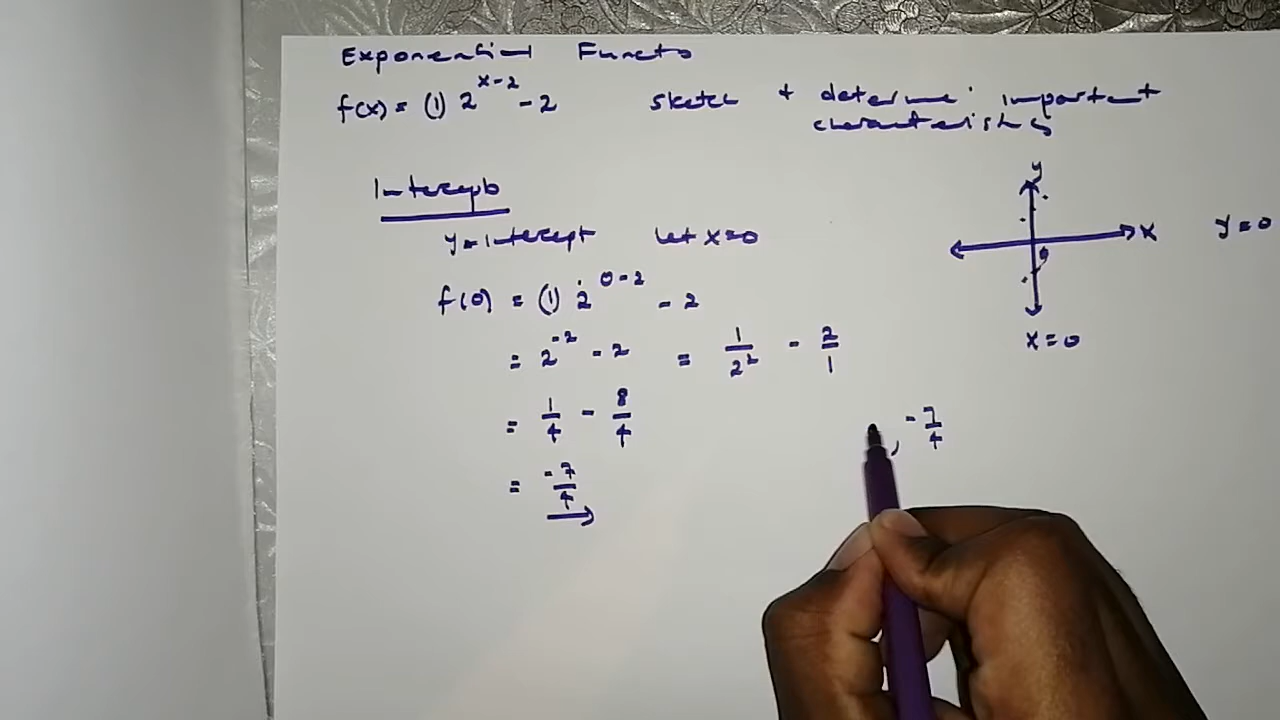 Exponential Functo
f(x) = (1) 2^{x-2} - 2 sketch + determine important
characteristics
Intercepts
y-intercept let x=0
f(0) = (1) 2^{0-2} - 2
= 2^{-2} - 2 = 1/2^2 - 2/1
= 1/4 - 8/4
= -7/4
y
x
0
x = 0
y = 0
, -7/4